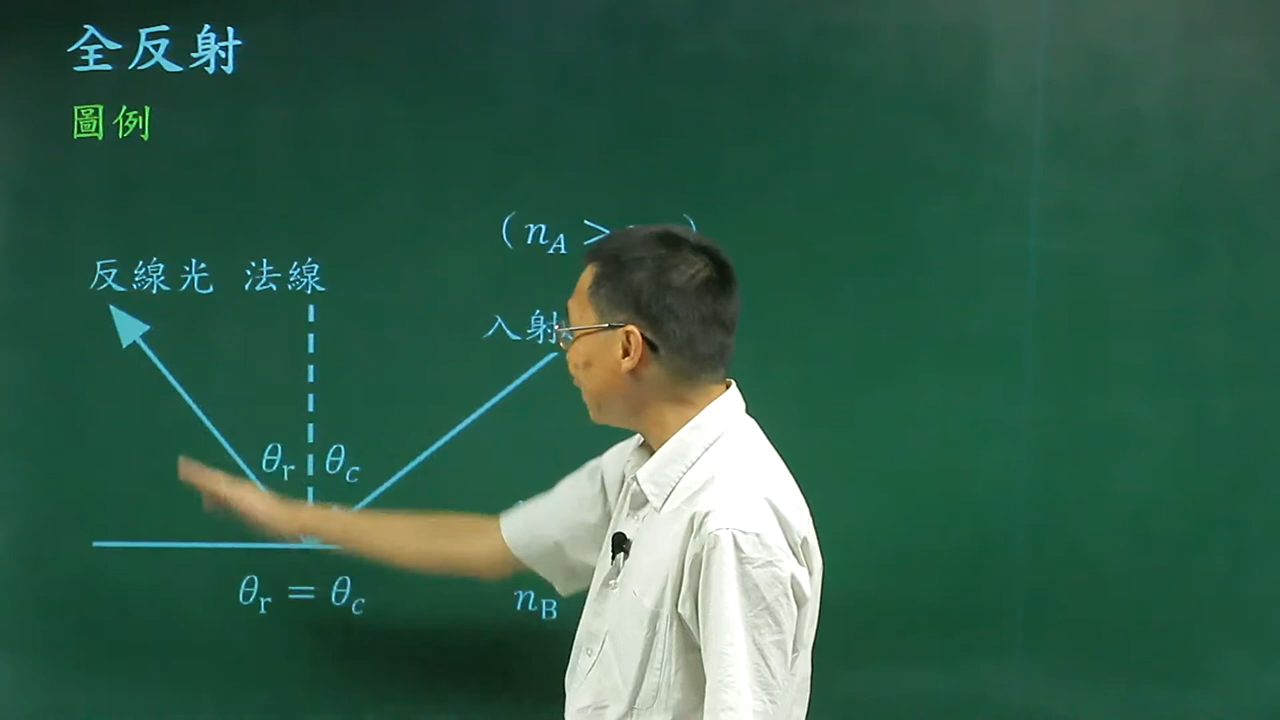 全反射
圖例
( n_A > )
反線光 法線
入射
θ_r θ_c
θ_r = θ_c
n_B